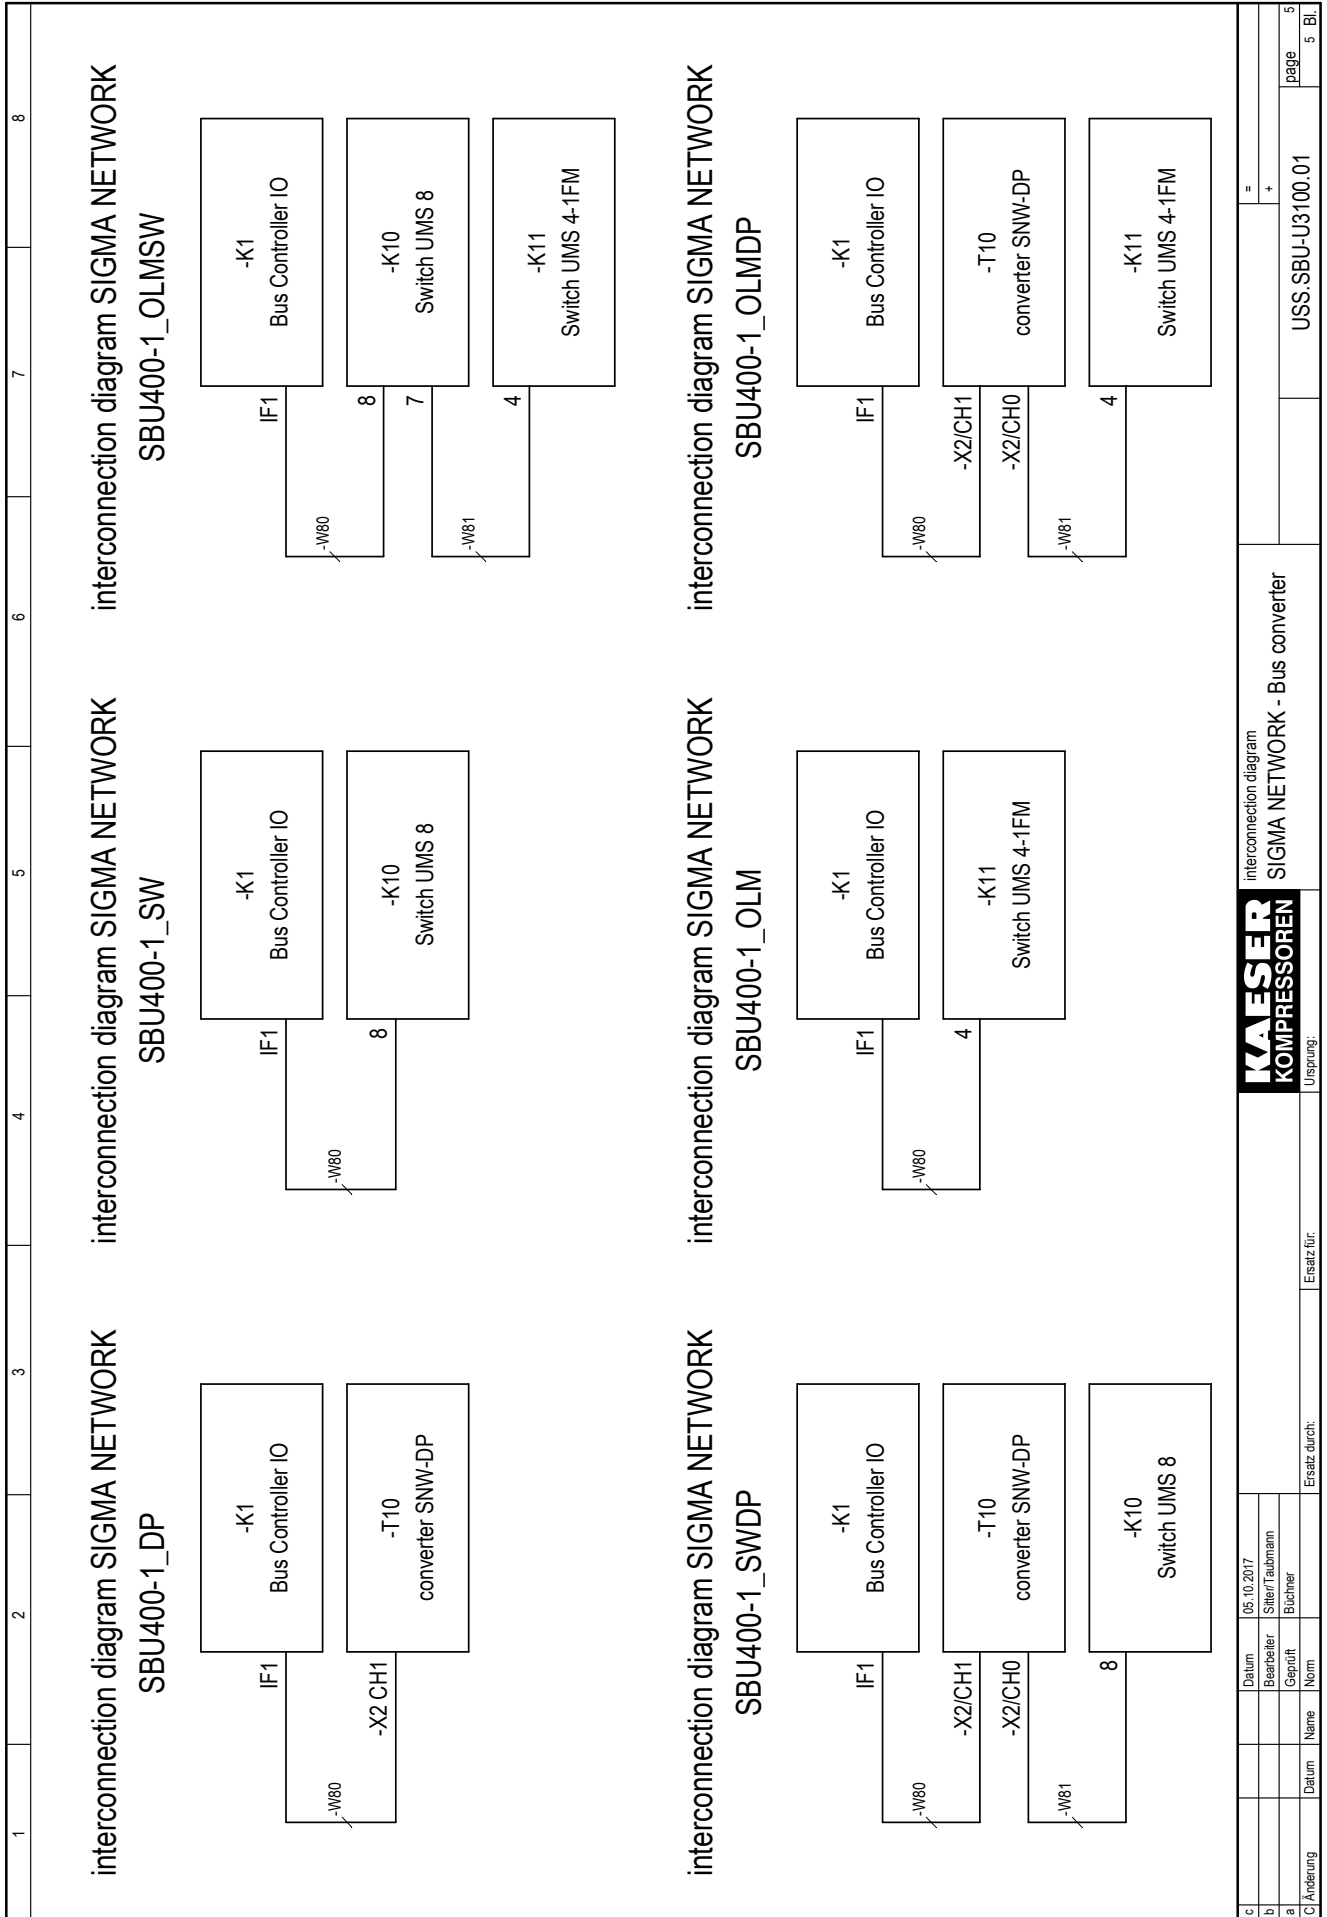 1 2 3 4 5 6 7 8
interconnection diagram SIGMA NETWORK
SBU400-1_DP
-K1
Bus Controller IO
IF1
-W80
-T10
converter SNW-DP
-X2 CH1
interconnection diagram SIGMA NETWORK
SBU400-1_SW
-K1
Bus Controller IO
IF1
-W80
-K10
Switch UMS 8
8
interconnection diagram SIGMA NETWORK
SBU400-1_OLMSW
-K1
Bus Controller IO
IF1
-W80
-K10
Switch UMS 8
8
7
-W81
-K11
Switch UMS 4-1FM
4
interconnection diagram SIGMA NETWORK
SBU400-1_SWDP
-K1
Bus Controller IO
IF1
-W80
-T10
converter SNW-DP
-X2/CH1
-X2/CH0
-W81
-K10
Switch UMS 8
8
interconnection diagram SIGMA NETWORK
SBU400-1_OLM
-K1
Bus Controller IO
IF1
-W80
-K11
Switch UMS 4-1FM
4
interconnection diagram SIGMA NETWORK
SBU400-1_OLMDP
-K1
Bus Controller IO
IF1
-W80
-T10
converter SNW-DP
-X2/CH1
-X2/CH0
-W81
-K11
Switch UMS 4-1FM
4
c Datum 05.10.2017
b Bearbeiter Sitter/Taubmann
a Geprüft Büchner
C Änderung Datum Name Norm Ersatz durch: Ersatz für: Ursprung:
KAESER
KOMPRESSOREN
interconnection diagram
SIGMA NETWORK - Bus converter
=
+
USS.SBU-U3100.01
page 5
5 Bl.